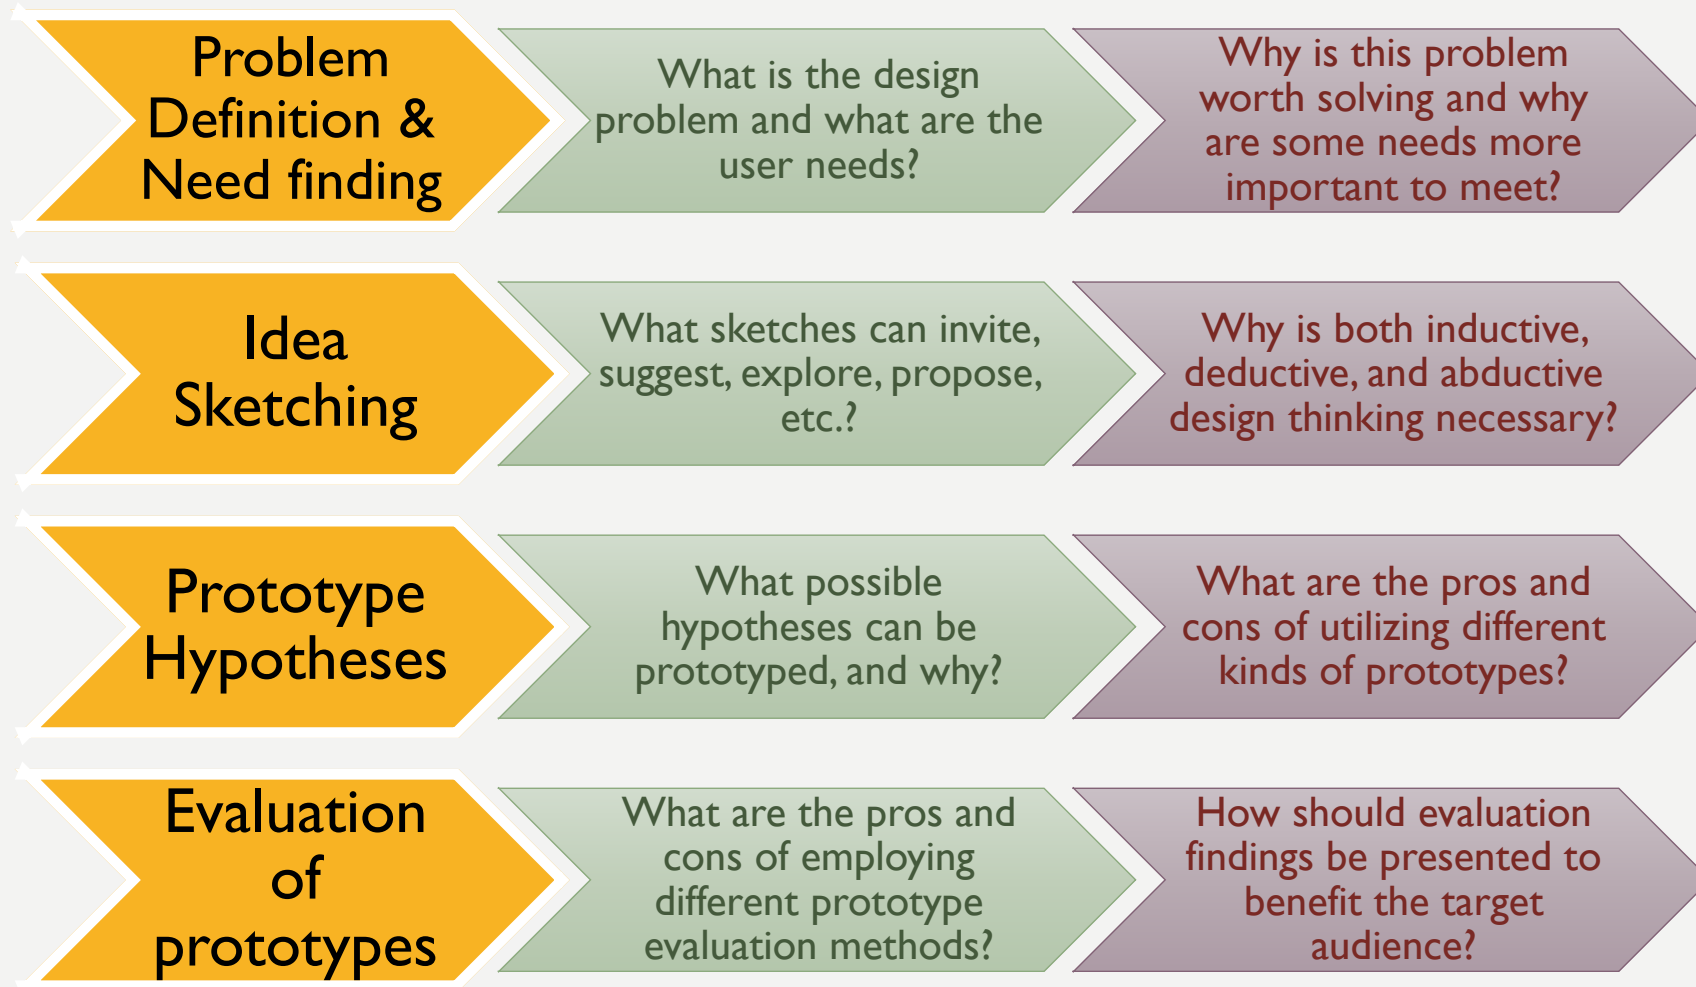 Problem
Definition &
Need finding
What is the design
problem and what are the
user needs?
Why is this problem
worth solving and why
are some needs more
important to meet?
Idea
Sketching
What sketches can invite,
suggest, explore, propose,
etc.?
Why is both inductive,
deductive, and abductive
design thinking necessary?
Prototype
Hypotheses
What possible
hypotheses can be
prototyped, and why?
What are the pros and
cons of utilizing different
kinds of prototypes?
Evaluation
of
prototypes
What are the pros and
cons of employing
different prototype
evaluation methods?
How should evaluation
findings be presented to
benefit the target
audience?